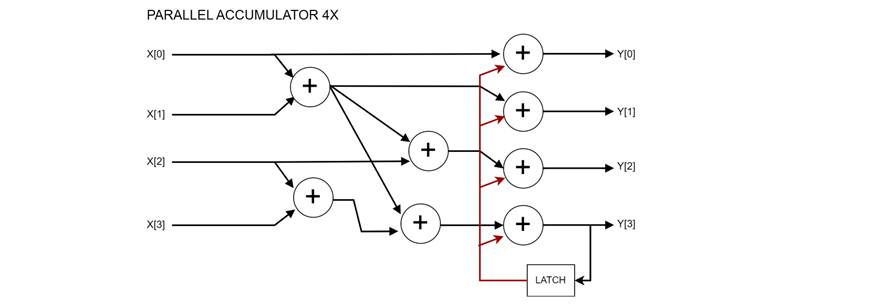 PARALLEL ACCUMULATOR 4X
X[0]
+
Y[0]
+
X[1]
+
Y[1]
X[2]
+
+
Y[2]
+
X[3]
+
+
Y[3]
LATCH